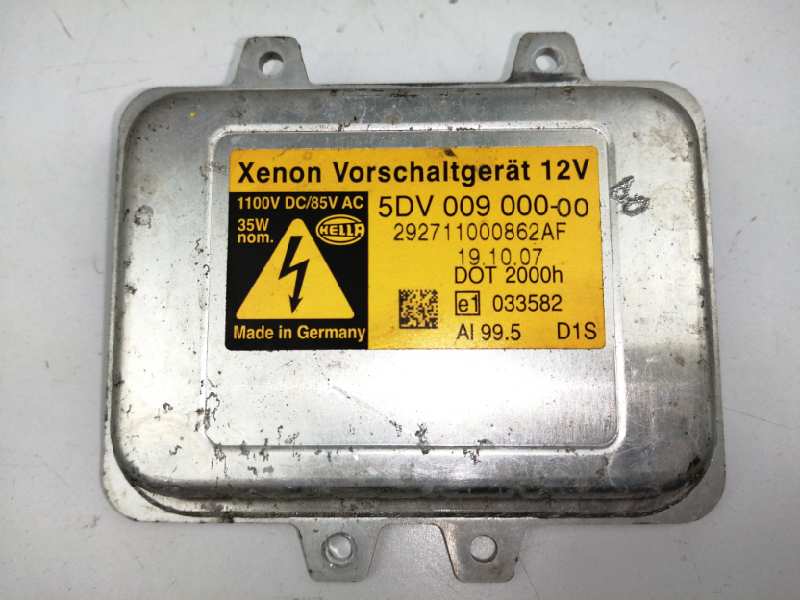 Xenon Vorschaltgerät 12V
1100V DC/85V AC
35W
nom.
HELLA
Made in Germany
5DV 009 000-00
292711000862AF
19.10.07
DOT 2000h
e1 033582
Al 99.5 D1S